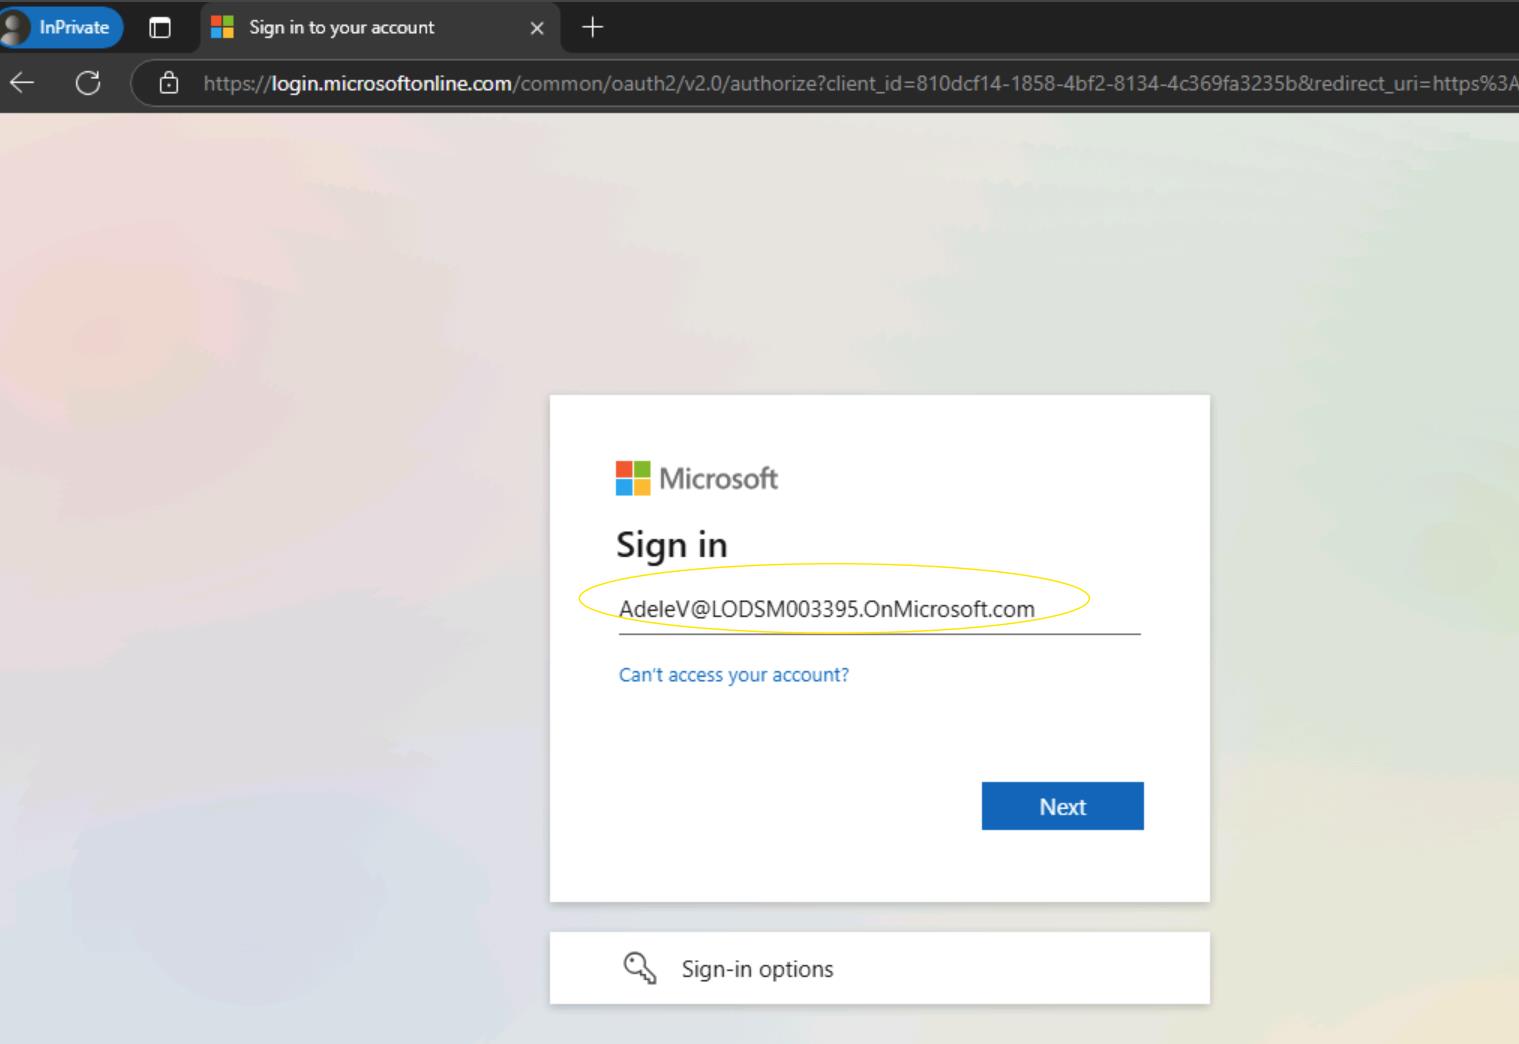 InPrivate
Sign in to your account
https://login.microsoftonline.com/common/oauth2/v2.0/authorize?client_id=810dcf14-1858-4bf2-8134-4c369fa3235b&redirect_uri=https%3A
Microsoft
Sign in
AdeleV@LODSM003395.OnMicrosoft.com
Can't access your account?
Next
Sign-in options